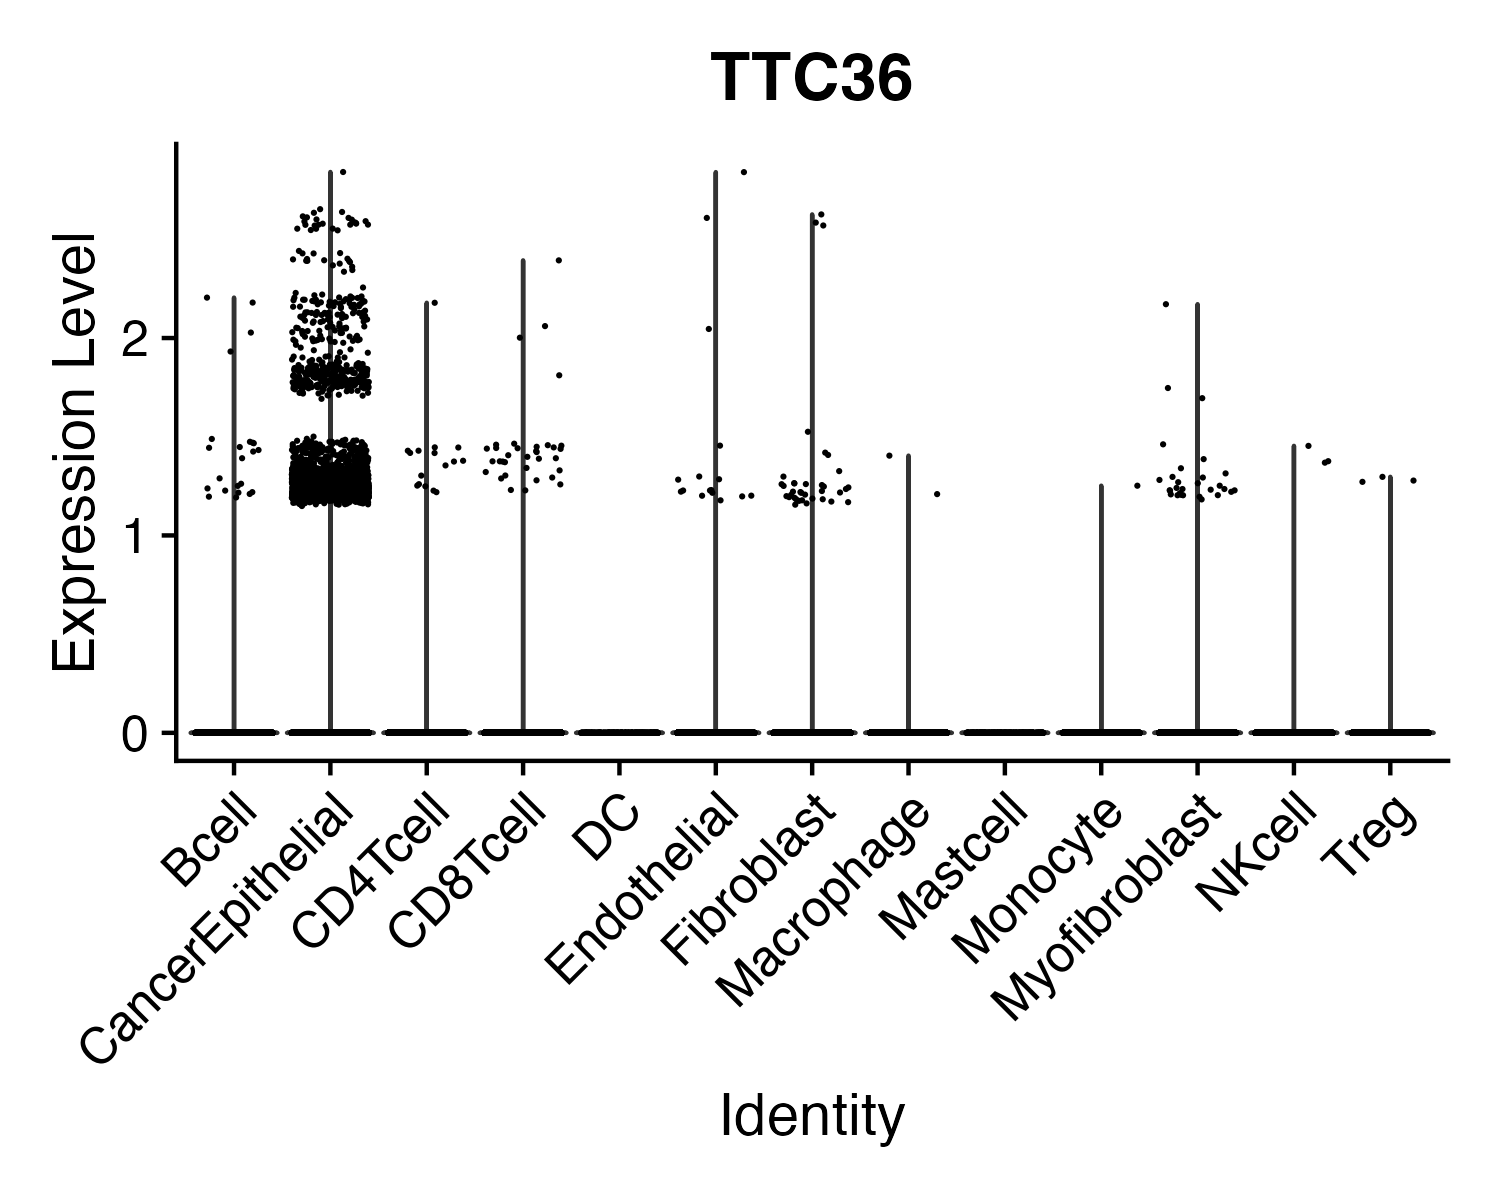 TTC36
Expression Level
2
1
0
Bcell
CancerEpithelial
CD4Tcell
CD8Tcell
DC
Endothelial
Fibroblast
Macrophage
Mastcell
Monocyte
Myofibroblast
NKcell
Treg
Identity